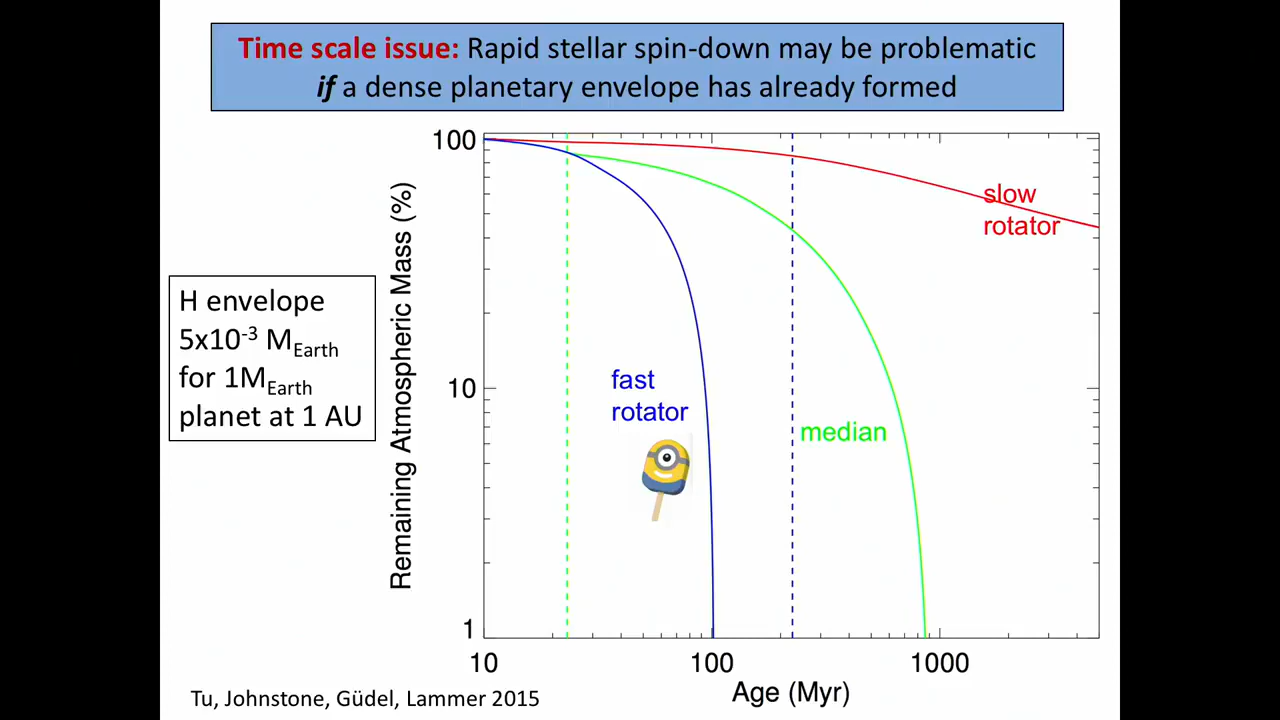 Time scale issue: Rapid stellar spin-down may be problematic
if a dense planetary envelope has already formed
100
10
1
Remaining Atmospheric Mass (%)
slow
rotator
fast
rotator
median
H envelope
5x10⁻³ M_Earth
for 1M_Earth
planet at 1 AU
10
100
1000
Age (Myr)
Tu, Johnstone, Güdel, Lammer 2015